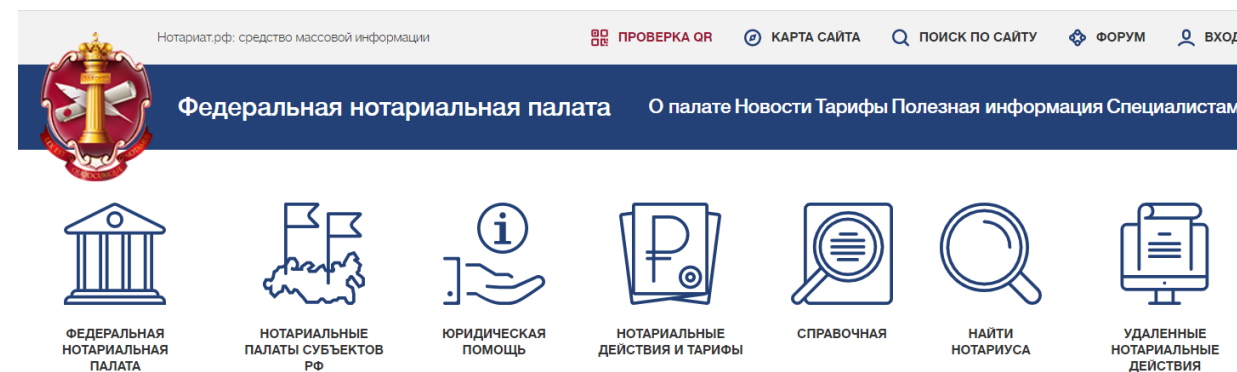 Нотариат.рф: средство массовой информации
ПРОВЕРКА QR
КАРТА САЙТА
ПОИСК ПО САЙТУ
ФОРУМ
ВХОД
Федеральная нотариальная палата
О палате Новости Тарифы Полезная информация Специалистам
ФЕДЕРАЛЬНАЯ
НОТАРИАЛЬНАЯ
ПАЛАТА
НОТАРИАЛЬНЫЕ
ПАЛАТЫ СУБЪЕКТОВ
РФ
ЮРИДИЧЕСКАЯ
ПОМОЩЬ
НОТАРИАЛЬНЫЕ
ДЕЙСТВИЯ И ТАРИФЫ
СПРАВОЧНАЯ
НАЙТИ
НОТАРИУСА
УДАЛЕННЫЕ
НОТАРИАЛЬНЫЕ
ДЕЙСТВИЯ